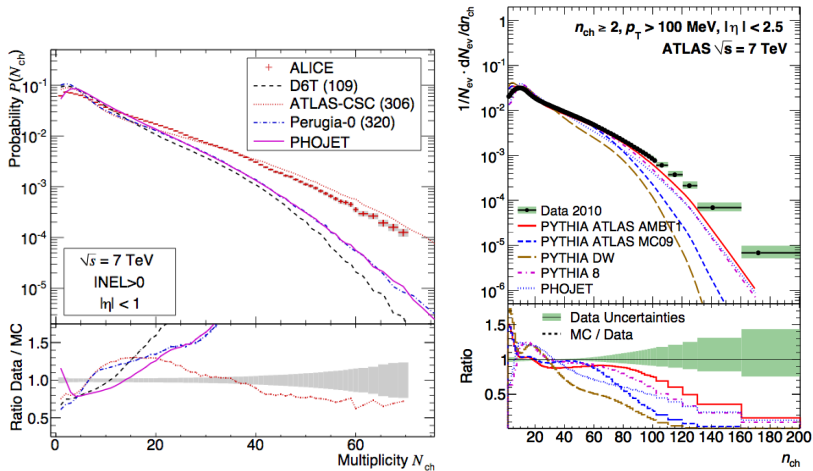 Probability P(N_ch)
10⁻¹
10⁻²
10⁻³
10⁻⁴
10⁻⁵
ALICE
D6T (109)
ATLAS-CSC (306)
Perugia-0 (320)
PHOJET
√s = 7 TeV
INEL>0
|η| < 1
Ratio Data / MC
1.5
1.0
0.5
0 20 40 60
Multiplicity N_ch
1/N_ev · dN_ev/dn_ch
10
1
10⁻¹
10⁻²
10⁻³
10⁻⁴
10⁻⁵
10⁻⁶
n_ch ≥ 2, p_T > 100 MeV, |η| < 2.5
ATLAS √s = 7 TeV
Data 2010
PYTHIA ATLAS AMBT1
PYTHIA ATLAS MC09
PYTHIA DW
PYTHIA 8
PHOJET
Ratio
1.5
1
0.5
Data Uncertainties
MC / Data
20 40 60 80 100 120 140 160 180 200
n_ch